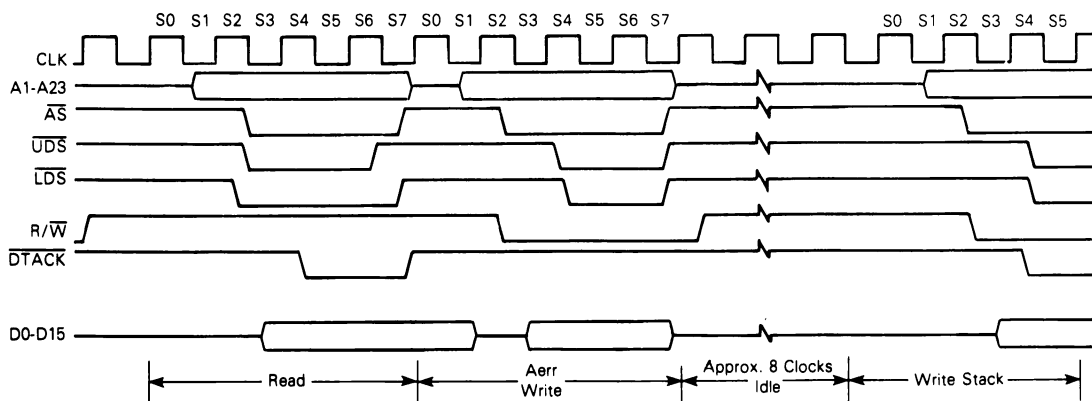 S0 S1 S2 S3 S4 S5 S6 S7 S0 S1 S2 S3 S4 S5 S6 S7 S0 S1 S2 S3 S4 S5
CLK
A1-A23
AS
UDS
LDS
R/W
DTACK
D0-D15
Read
Aerr
Write
Approx. 8 Clocks
Idle
Write Stack